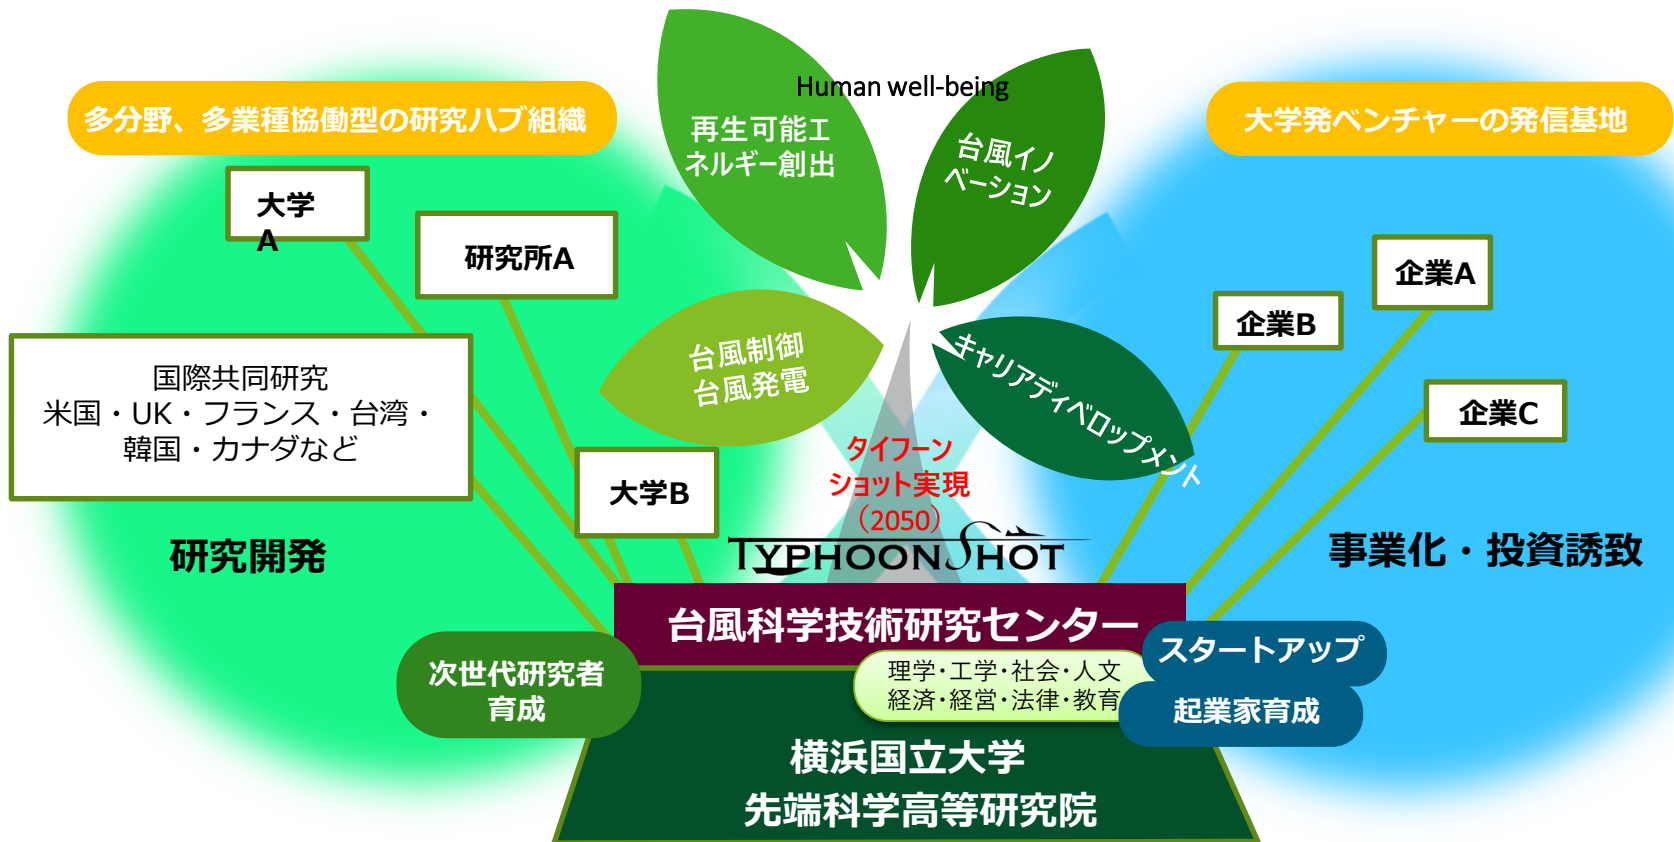 Human well-being
多分野、多業種協働型の研究ハブ組織
大学発ベンチャーの発信基地
再生可能エ
ネルギー創出
台風イノ
ベーション
大学
A
研究所A
企業A
企業B
国際共同研究
米国・UK・フランス・台湾・
韓国・カナダなど
台風制御
台風発電
キャリアディベロップメント
企業C
タイフーン
ショット実現
（2050）
大学B
TYPHOONSHOT
研究開発
事業化・投資誘致
台風科学技術研究センター
次世代研究者
育成
理学・工学・社会・人文
経済・経営・法律・教育
スタートアップ
起業家育成
横浜国立大学
先端科学高等研究院